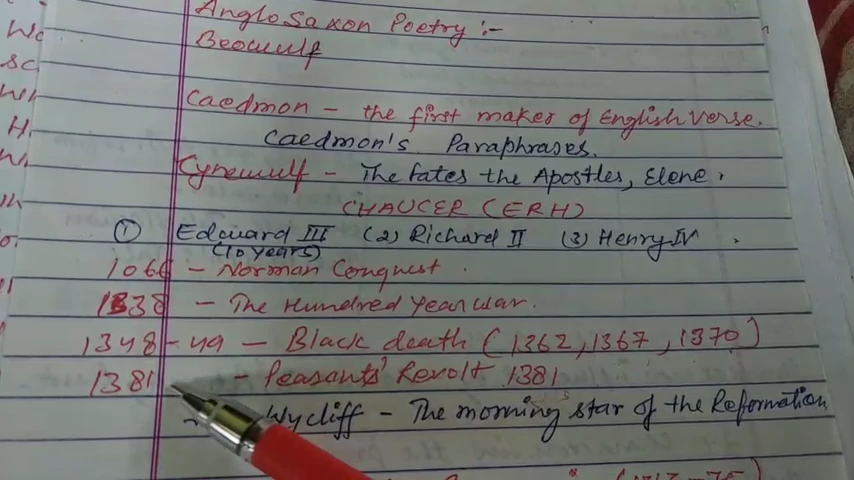 Anglo Saxon Poetry :-
Beowulf
Caedmon - the first maker of English verse.
Caedmon's Paraphrases.
Cynewulf - The Fates the Apostles, Elene.
CHAUCER (ERH)
① Edward III (2) Richard II (3) Henry IV.
(10 years)
1066 - Norman Conquest.
1338 - The Hundred Year war.
1348 - 49 - Black death (1362, 1367, 1370)
1381 - Peasants' Revolt 1381
Wycliff - The morning star of the Reformation